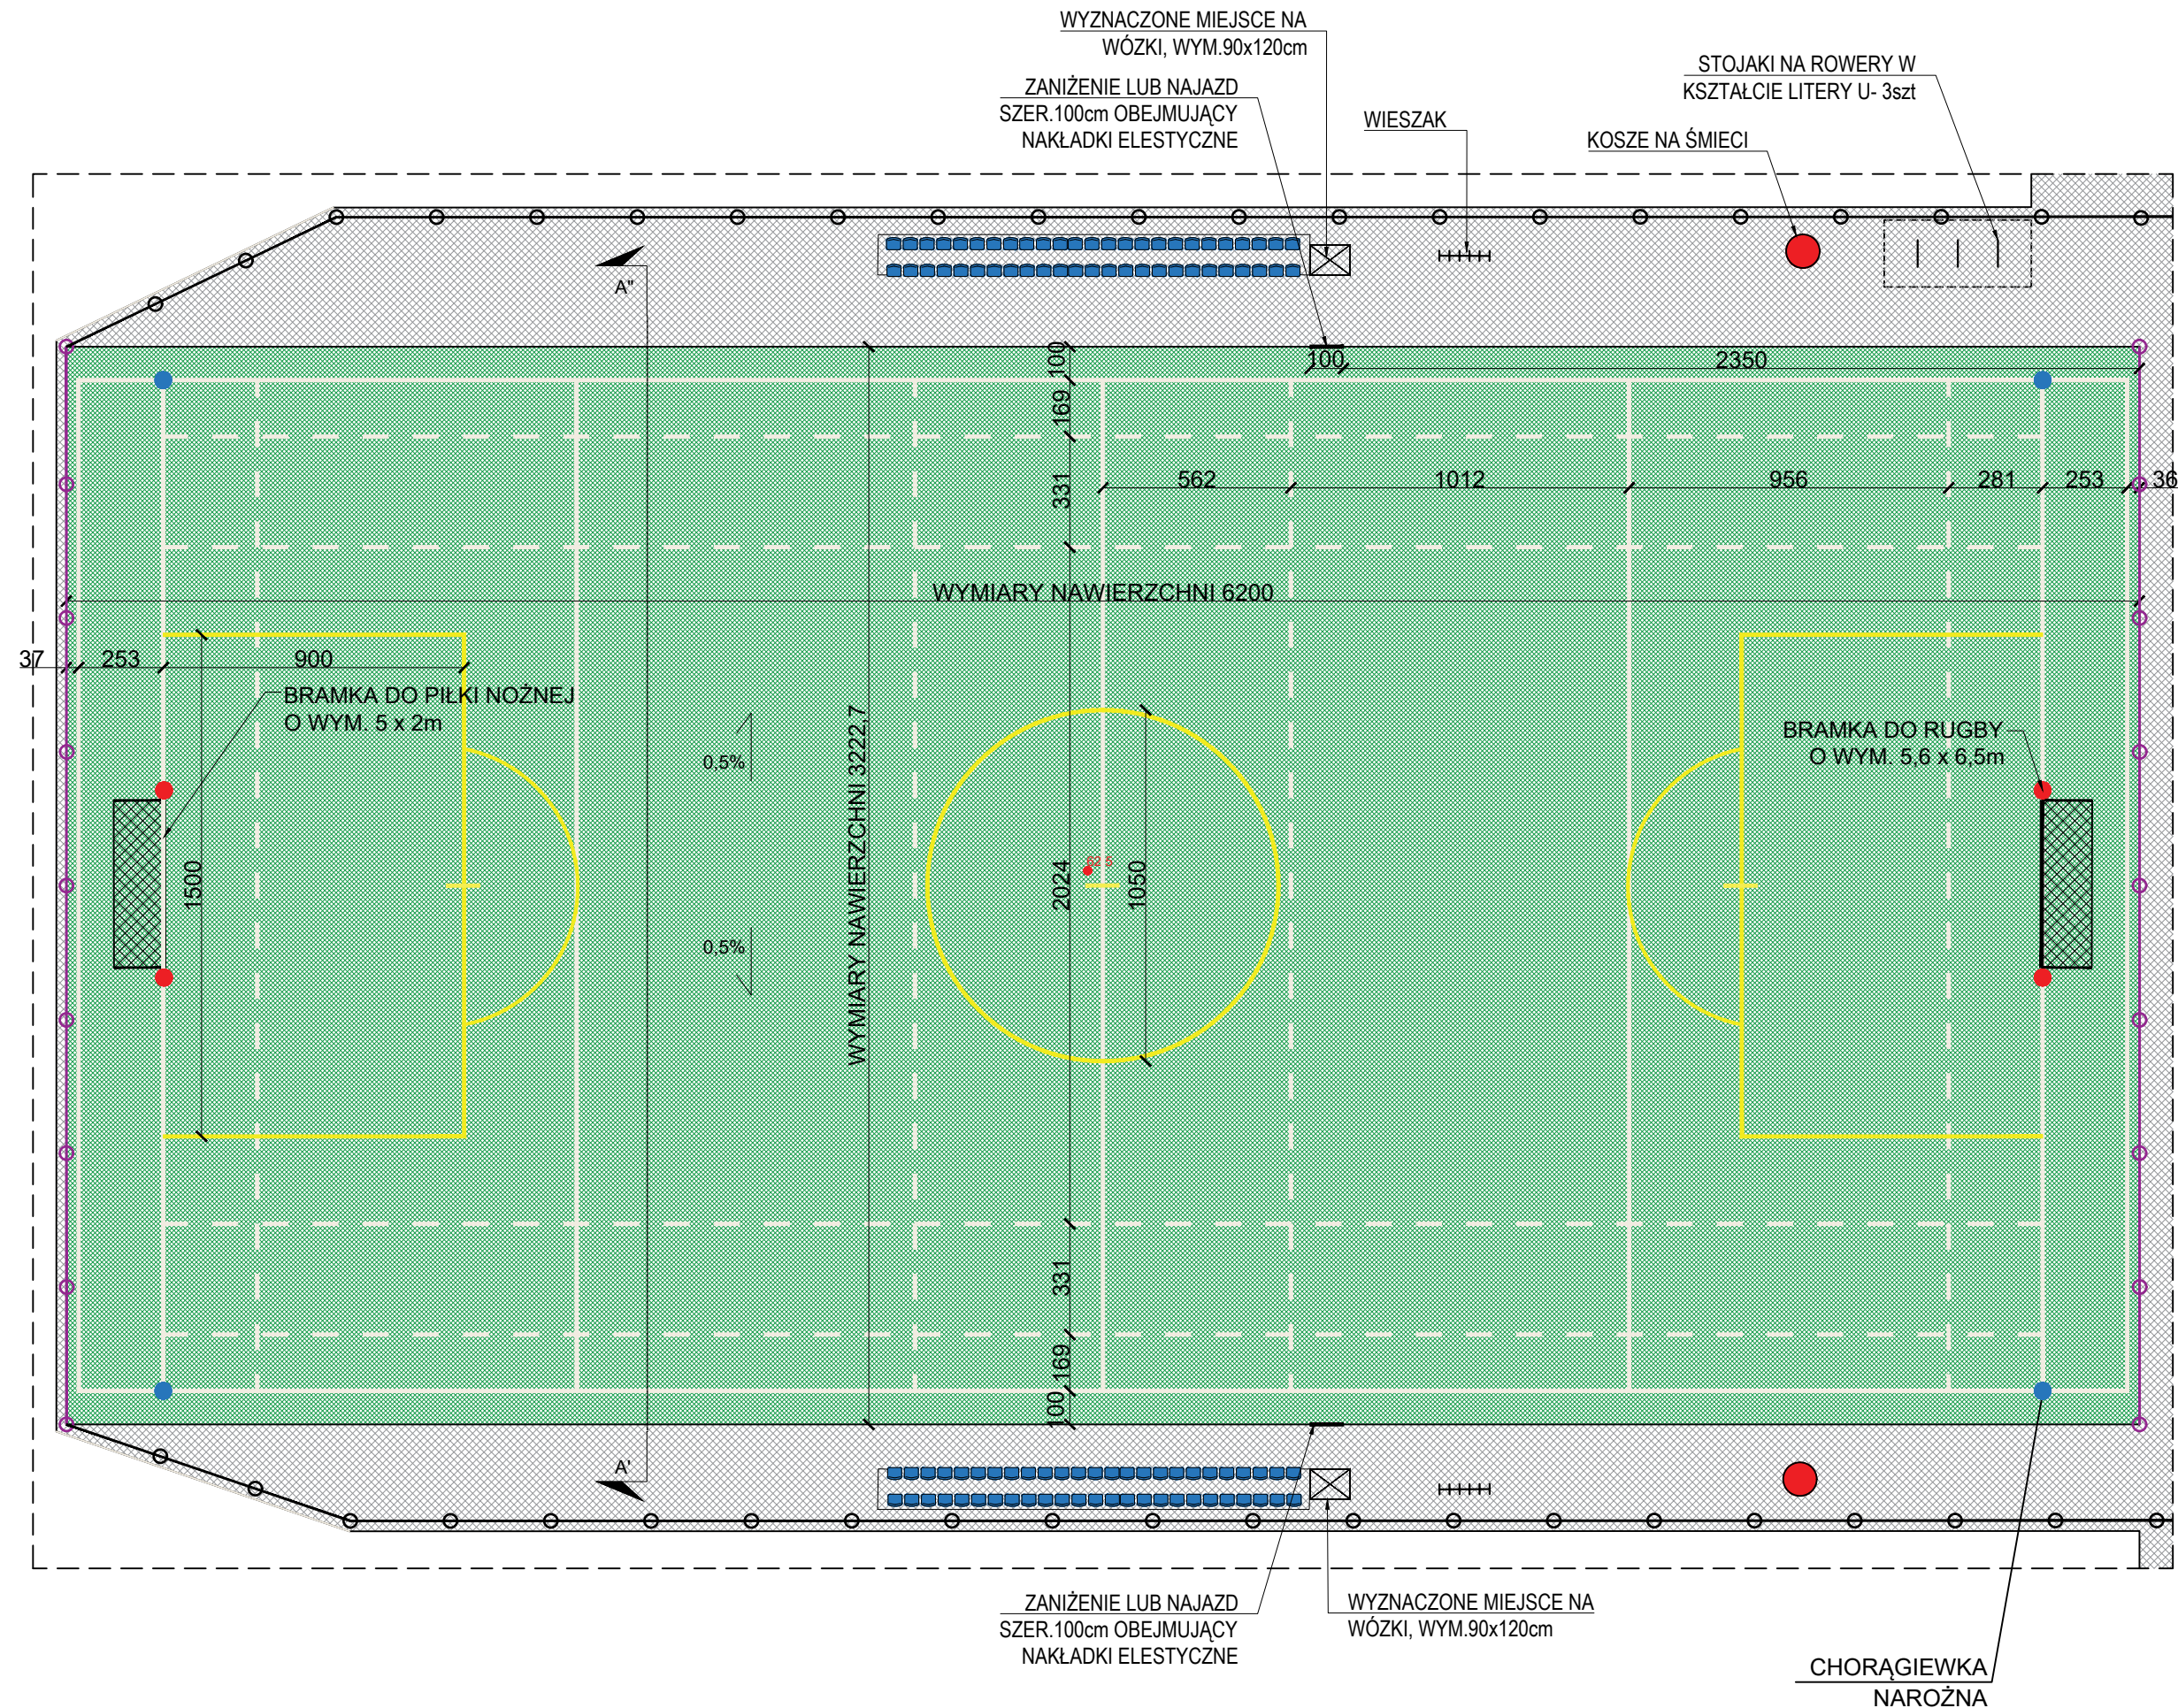 WYZNACZONE MIEJSCE NA
WÓZKI, WYM.90x120cm
ZANIŻENIE LUB NAJAZD
SZER.100cm OBEJMUJĄCY
NAKŁADKI ELESTYCZNE
WIESZAK
STOJAKI NA ROWERY W
KSZTAŁCIE LITERY U- 3szt
KOSZE NA ŚMIECI
A"
100
100
2350
169
331
562
1012
956
281
253
36
WYMIARY NAWIERZCHNI 6200
37
253
900
BRAMKA DO PIŁKI NOŻNEJ
O WYM. 5 x 2m
BRAMKA DO RUGBY
O WYM. 5,6 x 6,5m
0,5%
WYMIARY NAWIERZCHNI 3222,7
1500
62.5
2024
1050
0,5%
331
169
100
A'
ZANIŻENIE LUB NAJAZD
SZER.100cm OBEJMUJĄCY
NAKŁADKI ELESTYCZNE
WYZNACZONE MIEJSCE NA
WÓZKI, WYM.90x120cm
CHORĄGIEWKA
NAROŻNA